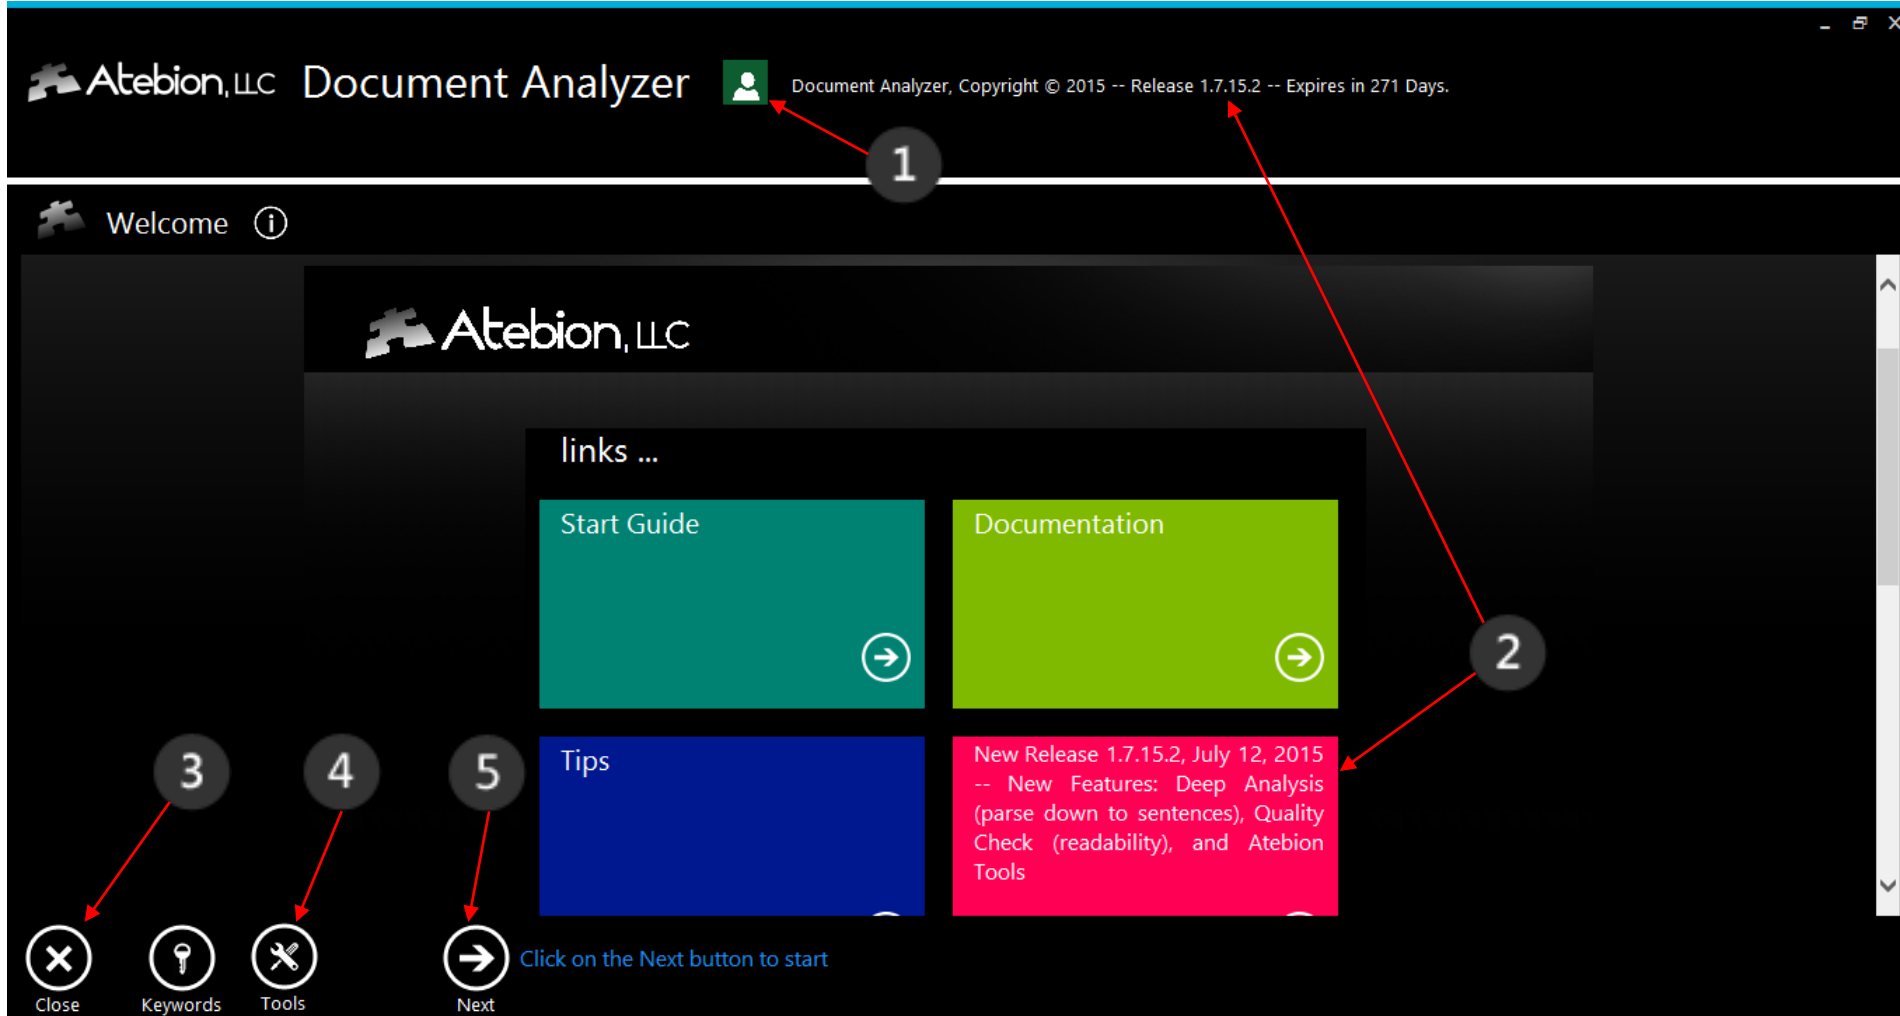 Atebion, LLC Document Analyzer Document Analyzer, Copyright © 2015 -- Release 1.7.15.2 -- Expires in 271 Days.
1
Welcome i
Atebion, LLC
links ...
Start Guide
Documentation
2
Tips
New Release 1.7.15.2, July 12, 2015
-- New Features: Deep Analysis
(parse down to sentences), Quality
Check (readability), and Atebion
Tools
3
4
5
Click on the Next button to start
Close
Keywords
Tools
Next